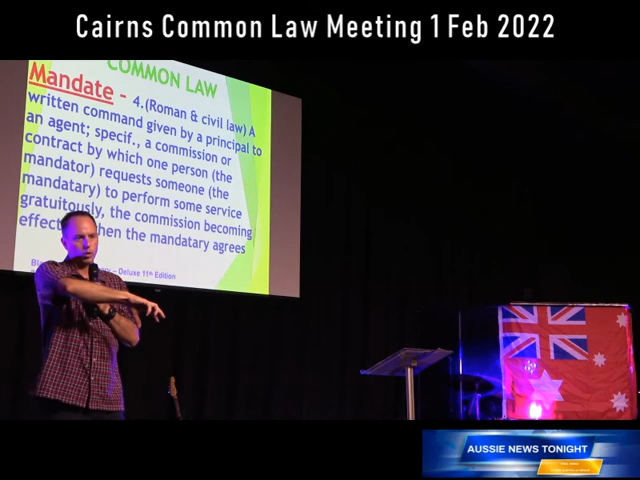 Cairns Common Law Meeting 1 Feb 2022
COMMON LAW
Mandate - 4.(Roman & civil law) A
written command given by a principal to
an agent; specif., a commission or
contract by which one person (the
mandator) requests someone (the
mandatary) to perform some service
gratuitously, the commission becoming
when the mandatary agrees
– Deluxe 11th Edition
AUSSIE NEWS TONIGHT